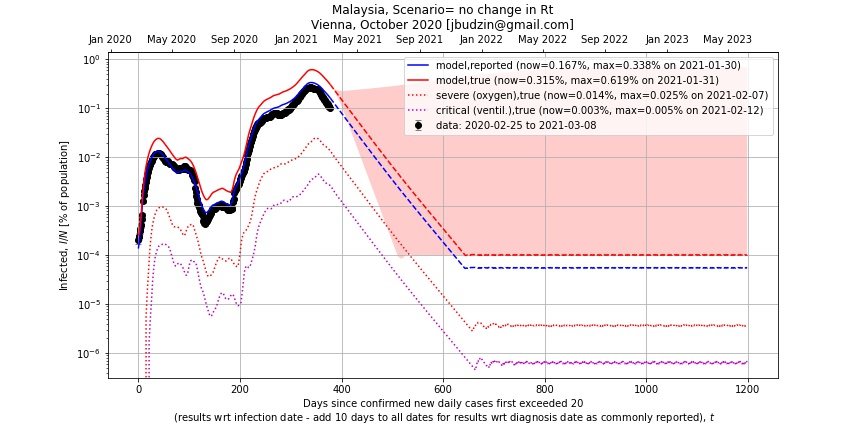 Malaysia, Scenario= no change in Rt
Vienna, October 2020 [jbudzin@gmail.com]
Jan 2020 May 2020 Sep 2020 Jan 2021 May 2021 Sep 2021 Jan 2022 May 2022 Sep 2022 Jan 2023 May 2023
model,reported (now=0.167%, max=0.338% on 2021-01-30)
model,true (now=0.315%, max=0.619% on 2021-01-31)
severe (oxygen),true (now=0.014%, max=0.025% on 2021-02-07)
critical (ventil.),true (now=0.003%, max=0.005% on 2021-02-12)
data: 2020-02-25 to 2021-03-08
Infected, I/N [% of population]
10⁰
10⁻¹
10⁻²
10⁻³
10⁻⁴
10⁻⁵
10⁻⁶
0 200 400 600 800 1000 1200
Days since confirmed new daily cases first exceeded 20
(results wrt infection date - add 10 days to all dates for results wrt diagnosis date as commonly reported), t